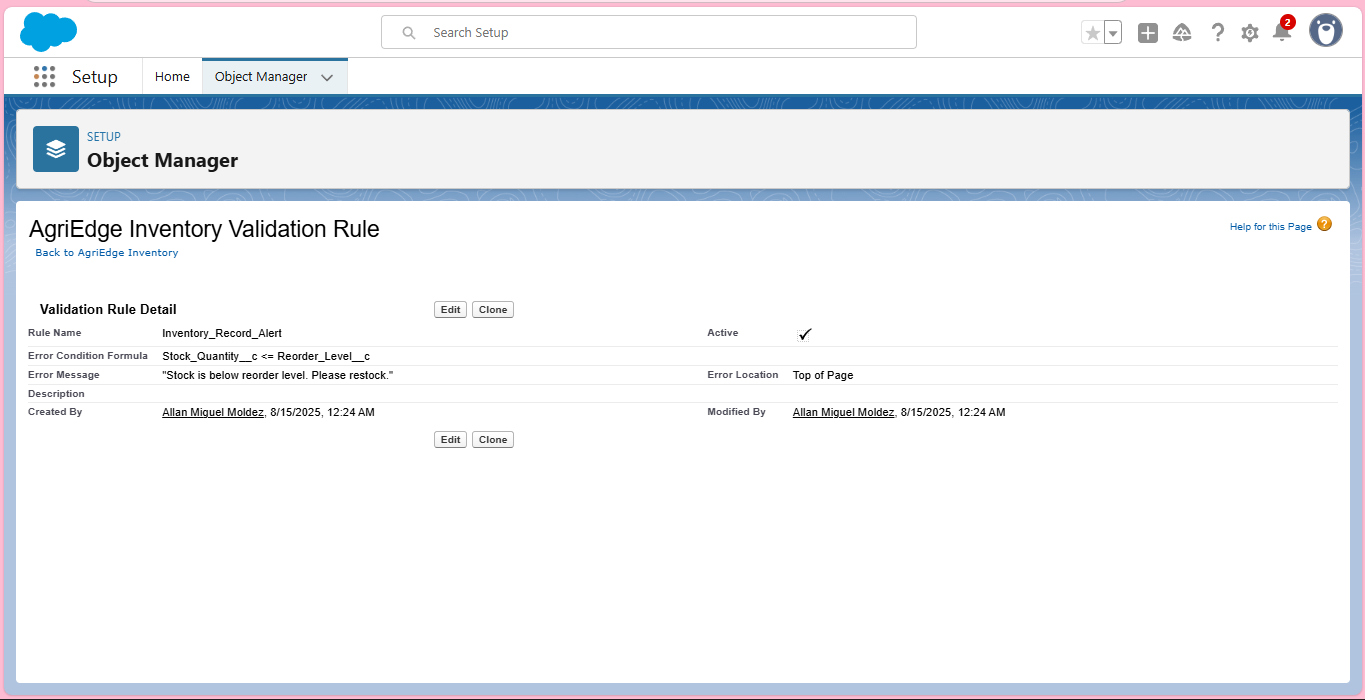 Search Setup
2
Setup
Home
Object Manager
SETUP
Object Manager
AgriEdge Inventory Validation Rule
Help for this Page ?
Back to AgriEdge Inventory
Validation Rule Detail Edit Clone
Rule Name Inventory_Record_Alert Active
Error Condition Formula Stock_Quantity__c <= Reorder_Level__c
Error Message "Stock is below reorder level. Please restock." Error Location Top of Page
Description
Created By Allan Miguel Moldez, 8/15/2025, 12:24 AM Modified By Allan Miguel Moldez, 8/15/2025, 12:24 AM
Edit Clone